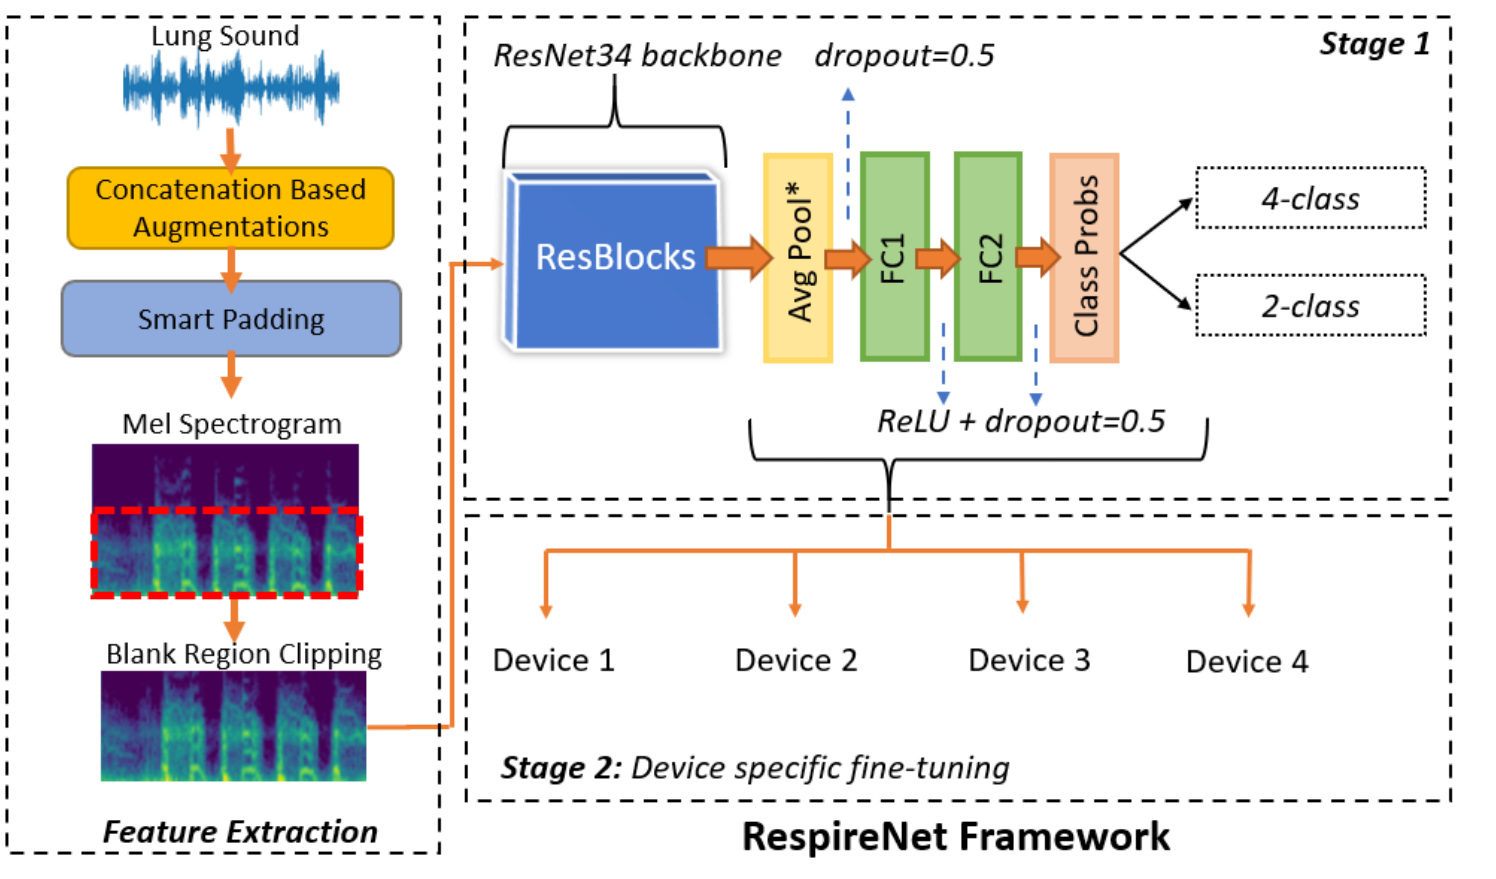 Lung Sound
Concatenation Based
Augmentations
Smart Padding
Mel Spectrogram
Blank Region Clipping
Feature Extraction
Stage 1
ResNet34 backbone
dropout=0.5
ResBlocks
Avg Pool*
FC1
FC2
Class Probs
4-class
2-class
ReLU + dropout=0.5
Device 1
Device 2
Device 3
Device 4
Stage 2: Device specific fine-tuning
RespireNet Framework